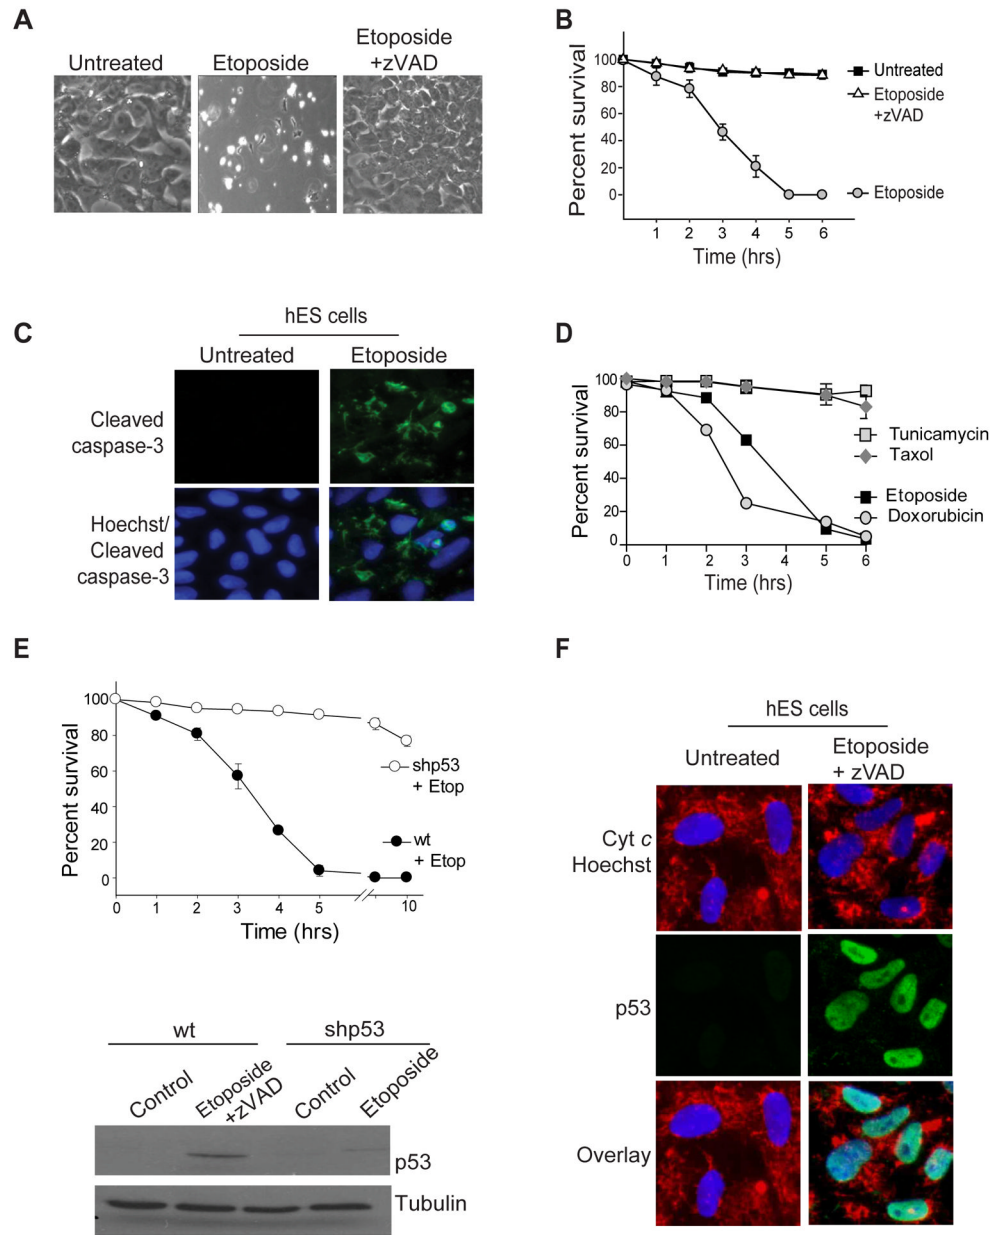 A
Untreated
Etoposide
Etoposide
+zVAD
B
Percent survival
100
80
60
40
20
0
1 2 3 4 5 6
Time (hrs)
Untreated
Etoposide
+zVAD
Etoposide
C
hES cells
Untreated
Etoposide
Cleaved
caspase-3
Hoechst/
Cleaved
caspase-3
D
Percent survival
100
80
60
40
20
0
0 1 2 3 4 5 6
Time (hrs)
Tunicamycin
Taxol
Etoposide
Doxorubicin
E
Percent survival
100
80
60
40
20
0
0 1 2 3 4 5 10
Time (hrs)
shp53
+ Etop
wt
+ Etop
wt
shp53
Control
Etoposide
+zVAD
Control
Etoposide
p53
Tubulin
F
hES cells
Untreated
Etoposide
+ zVAD
Cyt c
Hoechst
p53
Overlay